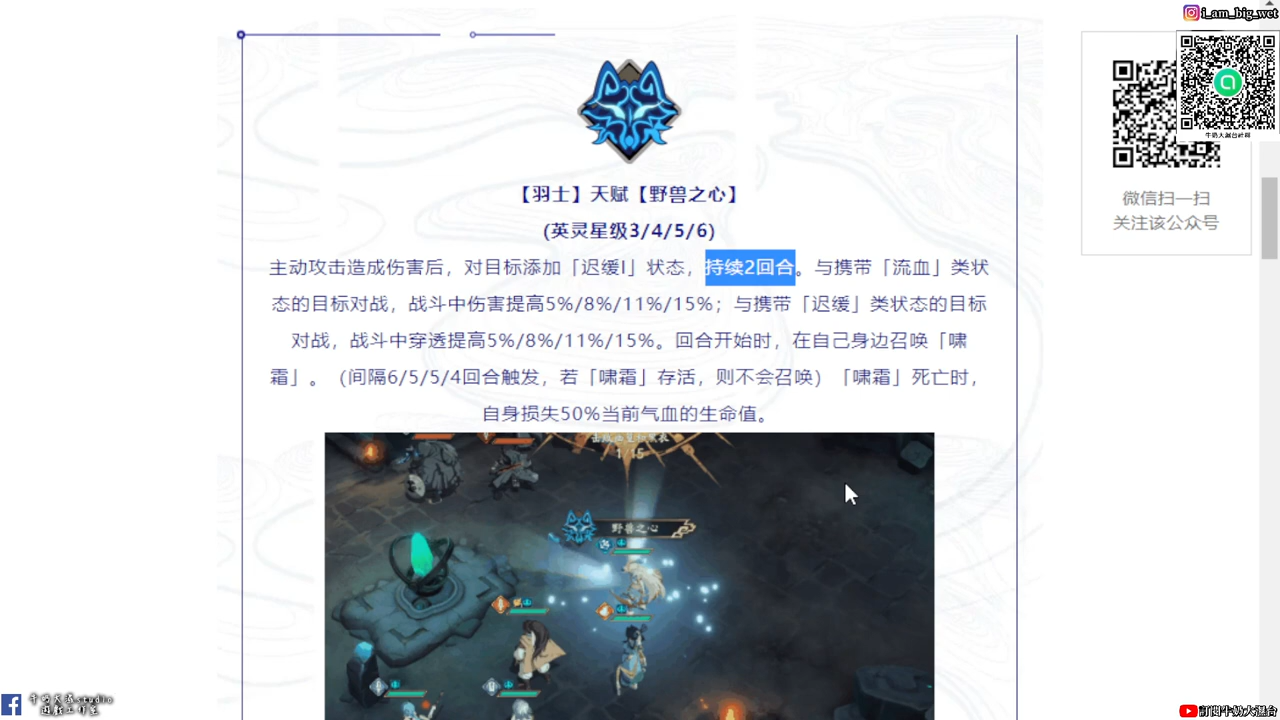 i_am_big_wet
【羽士】天赋【野兽之心】
(英灵星级3/4/5/6)
主动攻击造成伤害后，对目标添加「迟缓I」状态，持续2回合。与携带「流血」类状
态的目标对战，战斗中伤害提高5%/8%/11%/15%；与携带「迟缓」类状态的目标
对战，战斗中穿透提高5%/8%/11%/15%。回合开始时，在自己身边召唤「啸
霜」。（间隔6/5/5/4回合触发，若「啸霜」存活，则不会召唤）「啸霜」死亡时，
自身损失50%当前气血的生命值。
微信扫一扫
关注该公众号
1/15
野兽之心